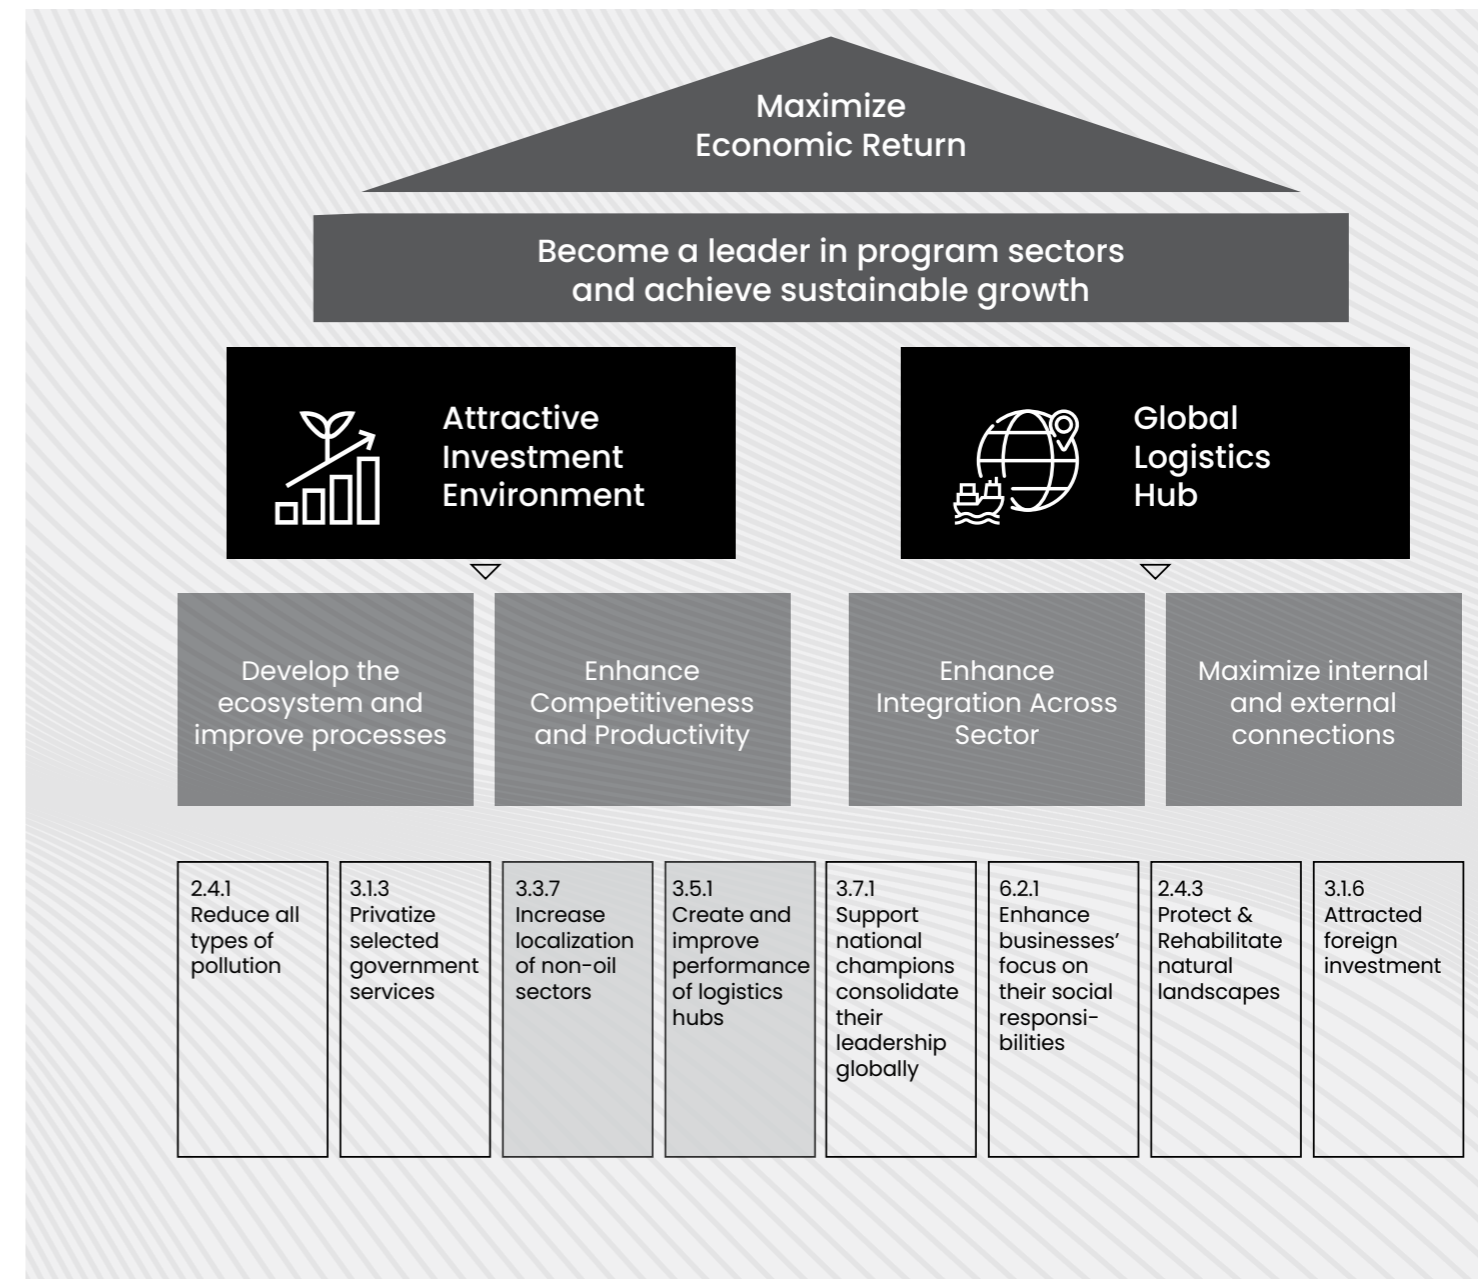 Maximize
Economic Return
Become a leader in program sectors
and achieve sustainable growth
Attractive
Investment
Environment
Global
Logistics
Hub
Develop the
ecosystem and
improve processes
Enhance
Competitiveness
and Productivity
Enhance
Integration Across
Sector
Maximize internal
and external
connections
2.4.1
Reduce all
types of
pollution
3.1.3
Privatize
selected
government
services
3.3.7
Increase
localization
of non-oil
sectors
3.5.1
Create and
improve
performance
of logistics
hubs
3.7.1
Support
national
champions
consolidate
their
leadership
globally
6.2.1
Enhance
businesses’
focus on
their social
responsi-
bilities
2.4.3
Protect &
Rehabilitate
natural
landscapes
3.1.6
Attracted
foreign
investment